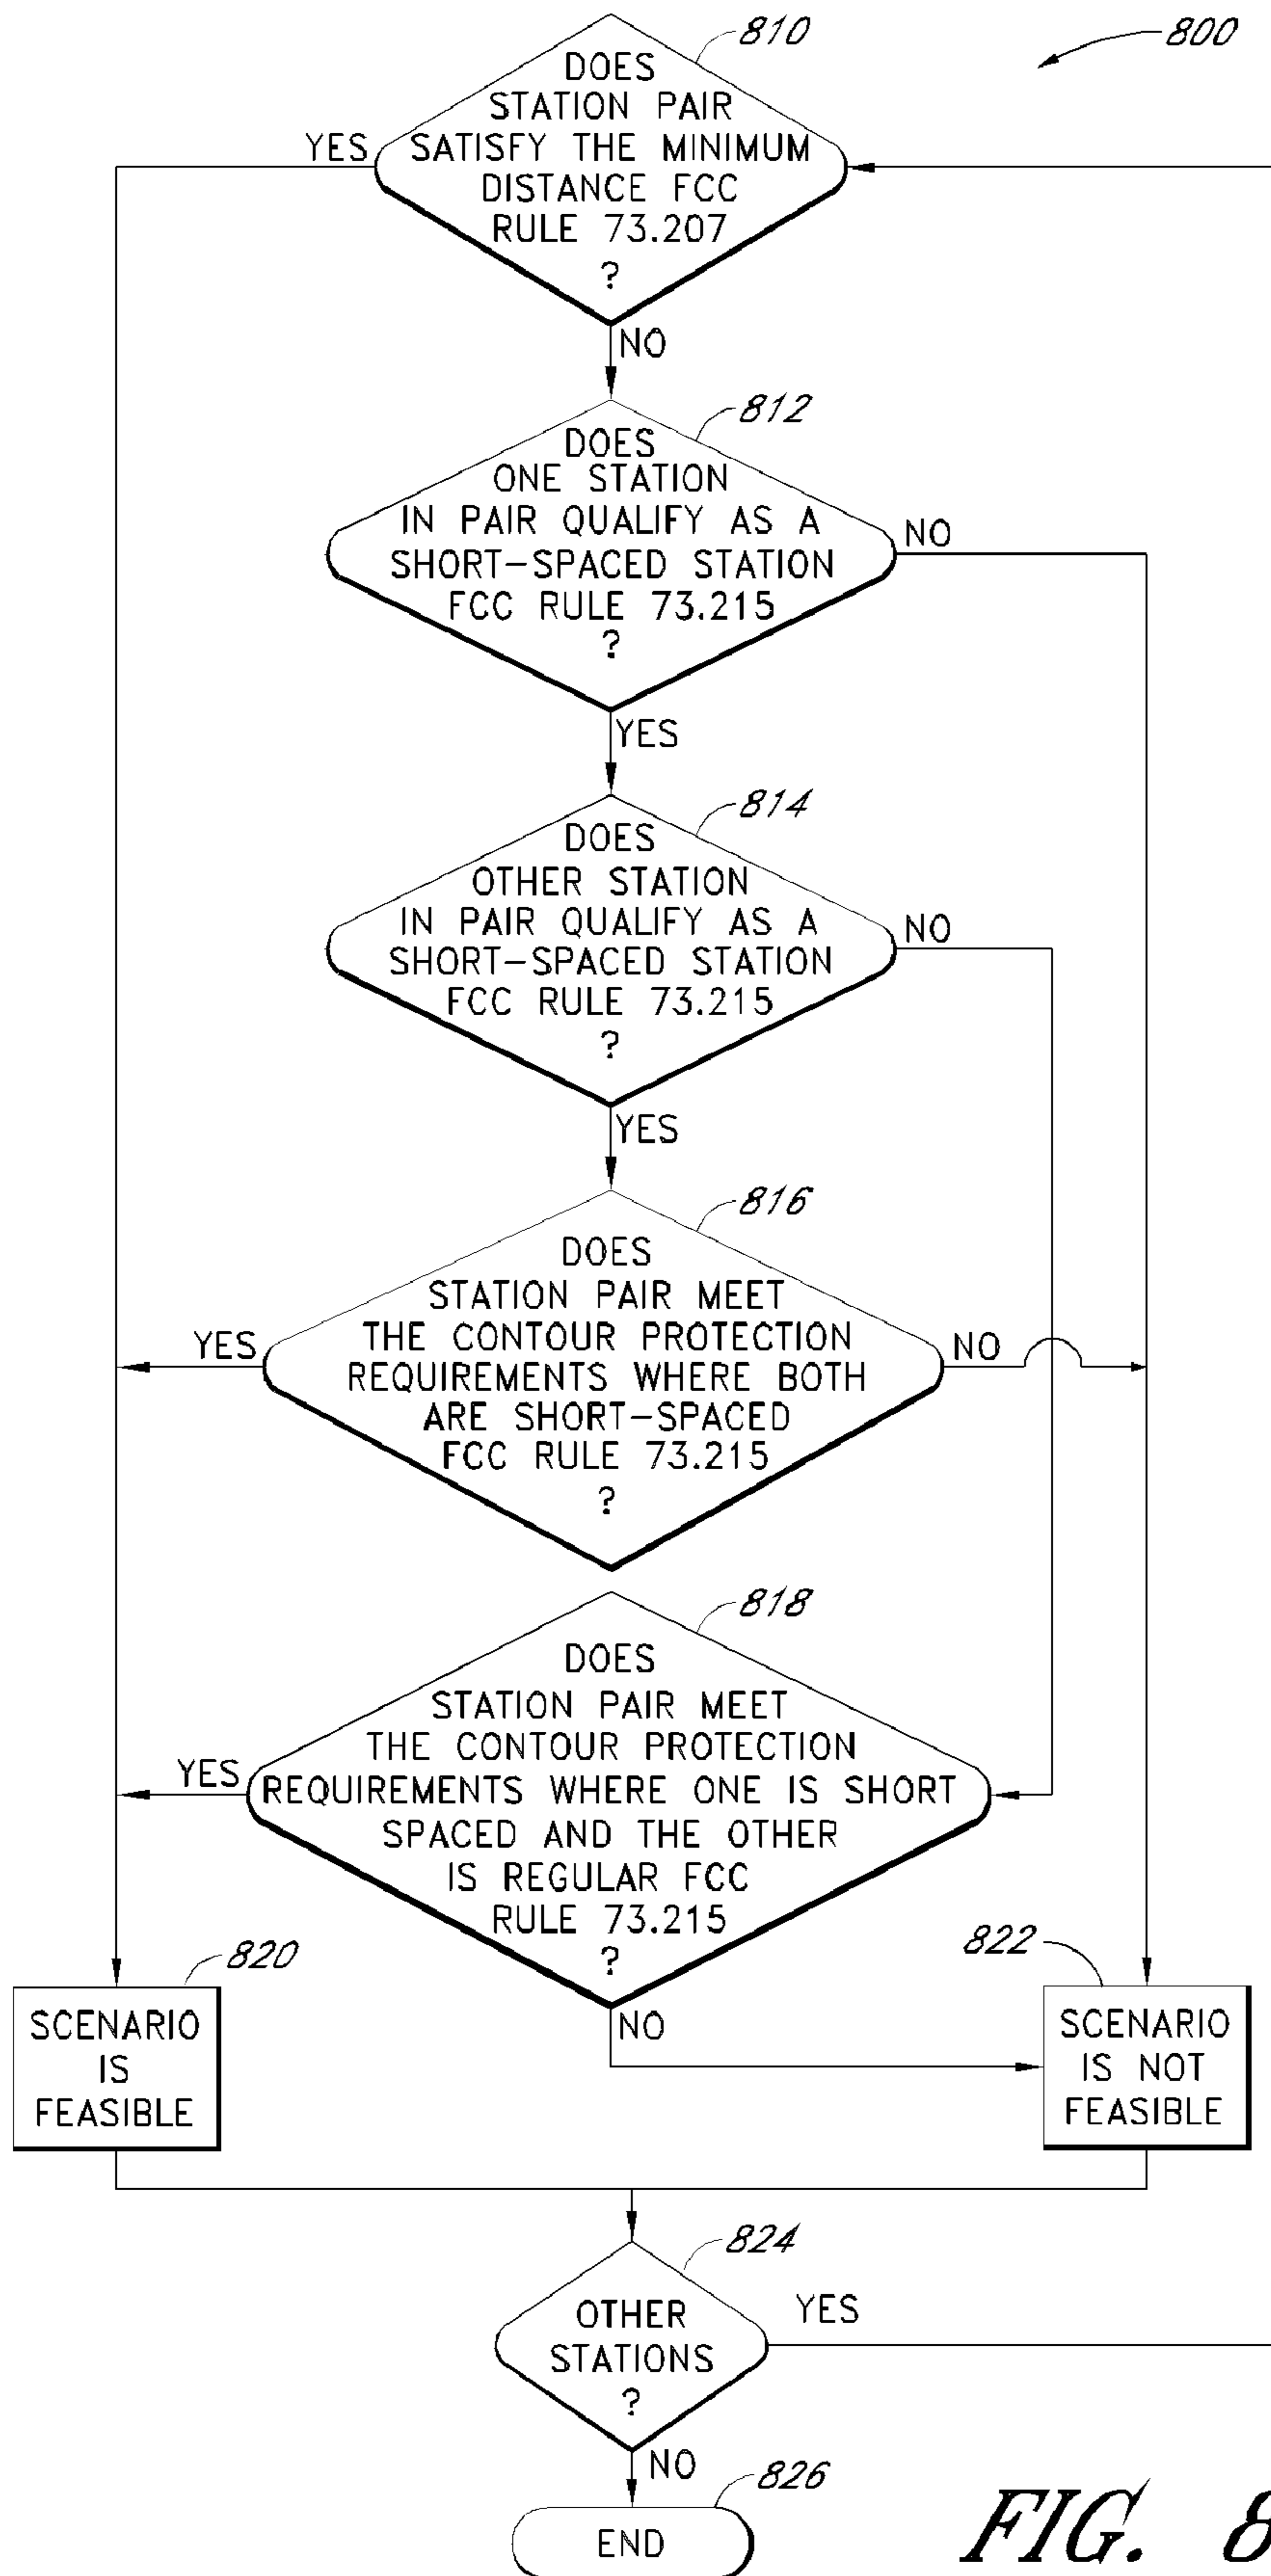 810
800
DOES
STATION PAIR
YES
SATISFY THE MINIMUM
DISTANCE FCC
RULE 73.207
?
NO
812
DOES
ONE STATION
IN PAIR QUALIFY AS A
NO
SHORT-SPACED STATION
FCC RULE 73.215
?
YES
814
DOES
OTHER STATION
IN PAIR QUALIFY AS A
NO
SHORT-SPACED STATION
FCC RULE 73.215
?
YES
816
DOES
STATION PAIR MEET
THE CONTOUR PROTECTION
YES
NO
REQUIREMENTS WHERE BOTH
ARE SHORT-SPACED
FCC RULE 73.215
?
818
DOES
STATION PAIR MEET
THE CONTOUR PROTECTION
YES
REQUIREMENTS WHERE ONE IS SHORT
SPACED AND THE OTHER
IS REGULAR FCC
RULE 73.215
?
820
822
SCENARIO
IS
FEASIBLE
NO
SCENARIO
IS NOT
FEASIBLE
824
OTHER
STATIONS
?
YES
NO
826
END
FIG. 8